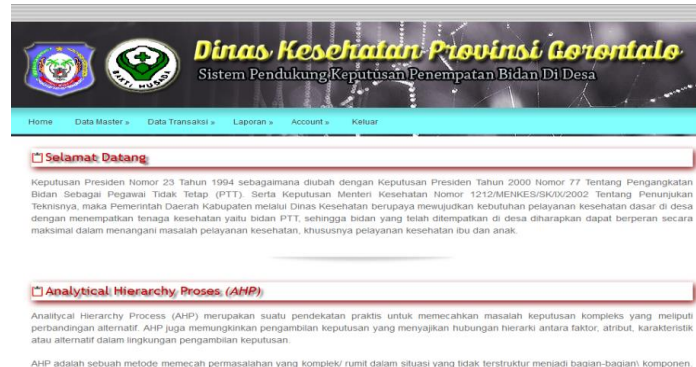 Dinas Kesehatan Provinsi Gorontalo
Sistem Pendukung Keputusan Penempatan Bidan Di Desa
BAKTI HUSADA
Home Data Master » Data Transaksi » Laporan » Account » Keluar
Selamat Datang
Keputusan Presiden Nomor 23 Tahun 1994 sebagaimana diubah dengan Keputusan Presiden Tahun 2000 Nomor 77 Tentang Pengangkatan
Bidan Sebagai Pegawai Tidak Tetap (PTT). Serta Keputusan Menteri Kesehatan Nomor 1212/MENKES/SK/IX/2002 Tentang Penunjukan
Teknisnya, maka Pemerintah Daerah Kabupaten melalui Dinas Kesehatan berupaya mewujudkan kebutuhan pelayanan kesehatan dasar di desa
dengan menempatkan tenaga kesehatan yaitu bidan PTT, sehingga bidan yang telah ditempatkan di desa diharapkan dapat berperan secara
maksimal dalam menangani masalah pelayanan kesehatan, khususnya pelayanan kesehatan ibu dan anak.
Analytical Hierarchy Proses (AHP)
Analitycal Hierarchy Process (AHP) merupakan suatu pendekatan praktis untuk memecahkan masalah keputusan kompleks yang meliputi
perbandingan alternatif. AHP juga memungkinkan pengambilan keputusan yang menyajikan hubungan hierarki antara faktor, atribut, karakteristik
atau alternatif dalam lingkungan pengambilan keputusan.
AHP adalah sebuah metode memecah permasalahan yang komplek/ rumit dalam situasi yang tidak terstruktur menjadi bagian-bagian\ komponen.